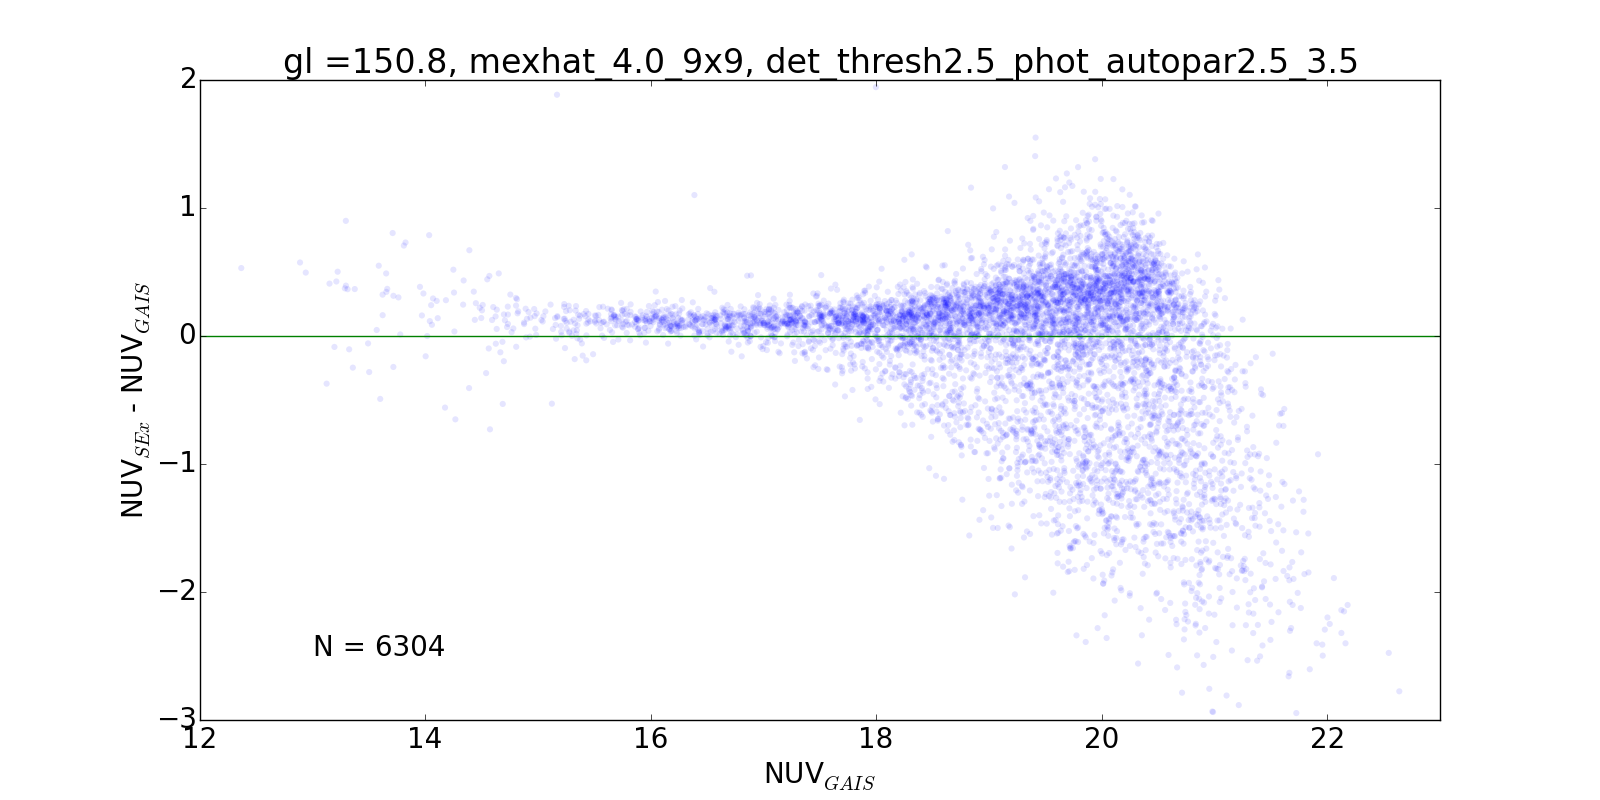 gl =150.8, mexhat_4.0_9x9, det_thresh2.5_phot_autopar2.5_3.5
2
1
0
−1
−2
−3
NUV_SEx - NUV_GAIS
N = 6304
12 14 16 18 20 22
NUV_GAIS